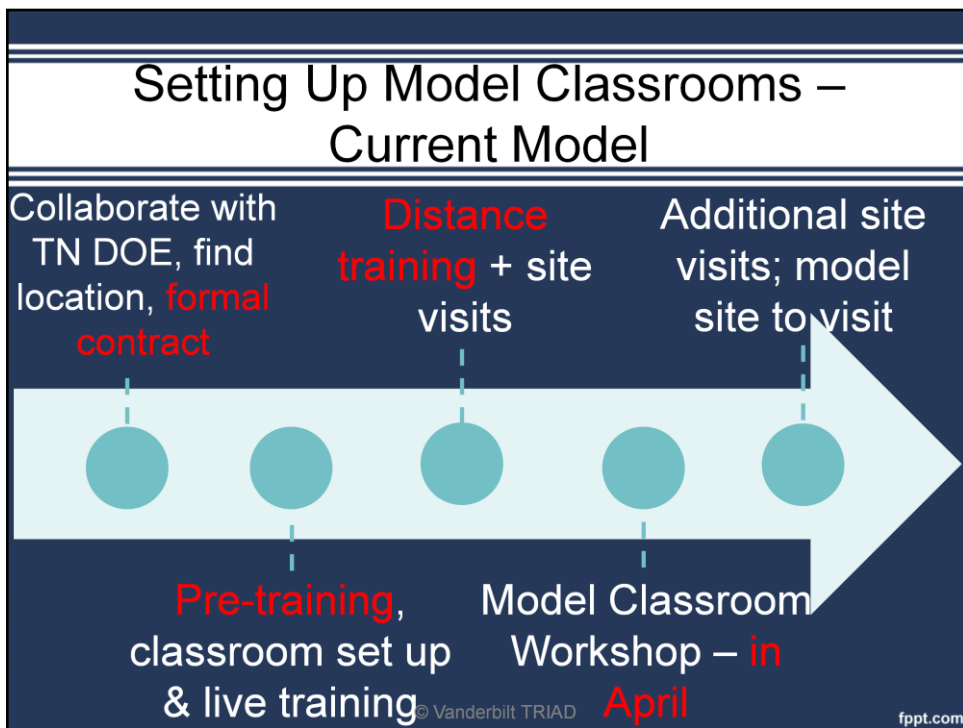 Setting Up Model Classrooms –
Current Model
Collaborate with
TN DOE, find
location, formal
contract
Distance
training + site
visits
Additional site
visits; model
site to visit
Pre-training,
classroom set up
& live training
Model Classroom
Workshop – in
April
© Vanderbilt TRIAD
fppt.com